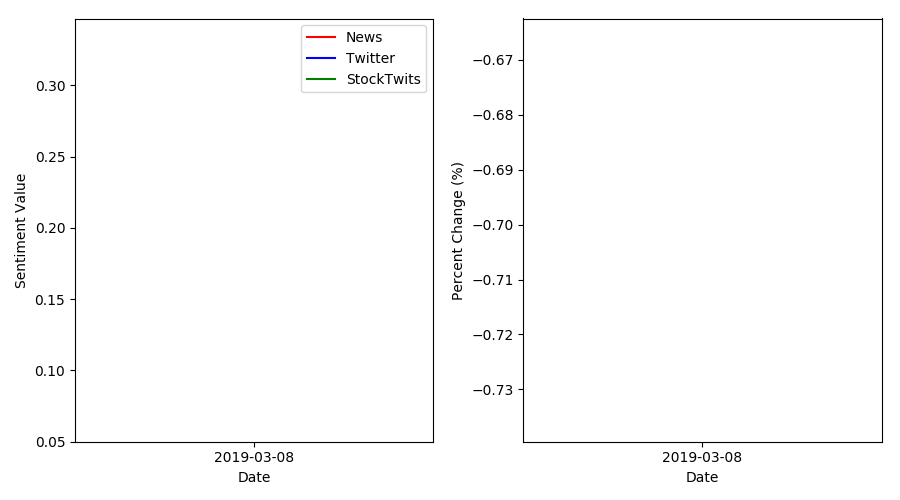 News
Twitter
StockTwits
0.30
0.25
0.20
0.15
0.10
0.05
Sentiment Value
2019-03-08
Date
−0.67
−0.68
−0.69
−0.70
−0.71
−0.72
−0.73
Percent Change (%)
2019-03-08
Date